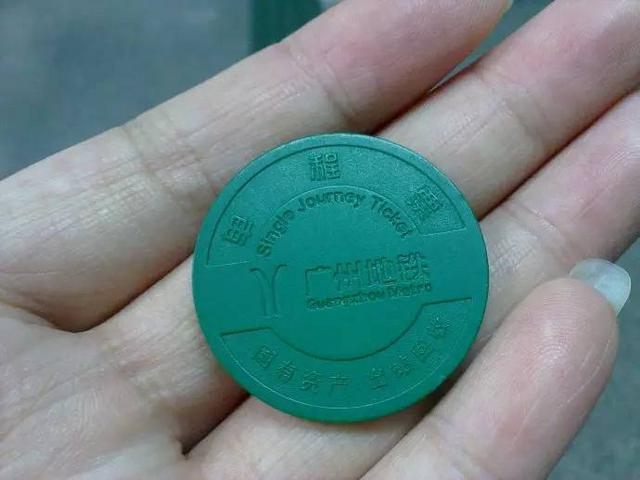 单程票
Single Journey Ticket
广州地铁
Guangzhou Metro
国有资产 出站回收